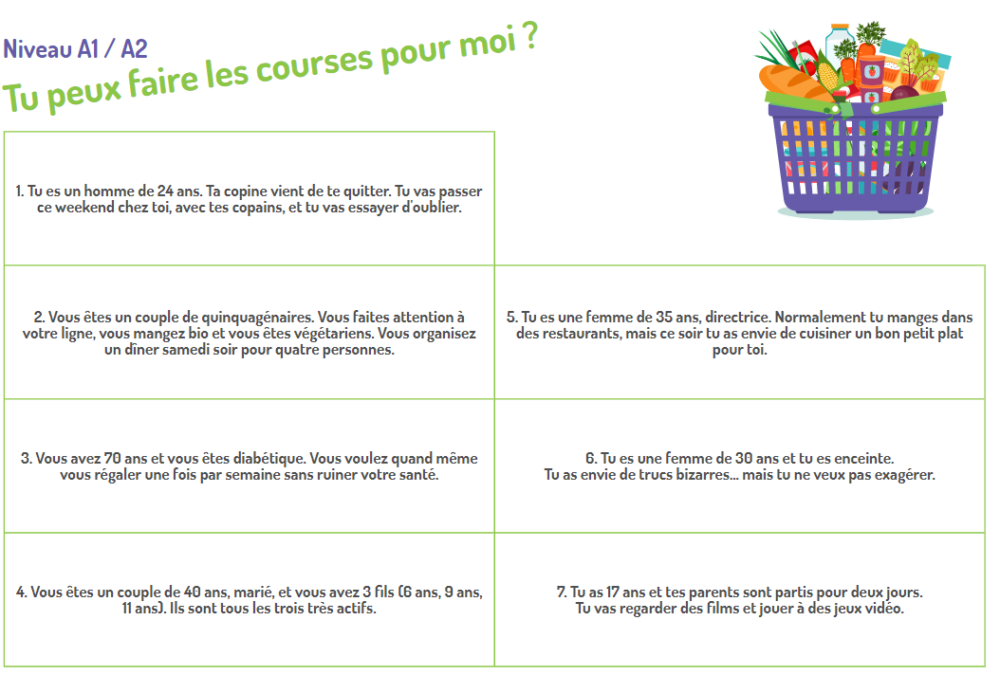 Niveau A1 / A2
Tu peux faire les courses pour moi ?
1. Tu es un homme de 24 ans. Ta copine vient de te quitter. Tu vas passer
ce weekend chez toi, avec tes copains, et tu vas essayer d'oublier.
2. Vous êtes un couple de quinquagénaires. Vous faites attention à
votre ligne, vous mangez bio et vous êtes végétariens. Vous organisez
un dîner samedi soir pour quatre personnes.
3. Vous avez 70 ans et vous êtes diabétique. Vous voulez quand même
vous régaler une fois par semaine sans ruiner votre santé.
4. Vous êtes un couple de 40 ans, marié, et vous avez 3 fils (6 ans, 9 ans,
11 ans). Ils sont tous les trois très actifs.
5. Tu es une femme de 35 ans, directrice. Normalement tu manges dans
des restaurants, mais ce soir tu as envie de cuisiner un bon petit plat
pour toi.
6. Tu es une femme de 30 ans et tu es enceinte.
Tu as envie de trucs bizarres... mais tu ne veux pas exagérer.
7. Tu as 17 ans et tes parents sont partis pour deux jours.
Tu vas regarder des films et jouer à des jeux vidéo.